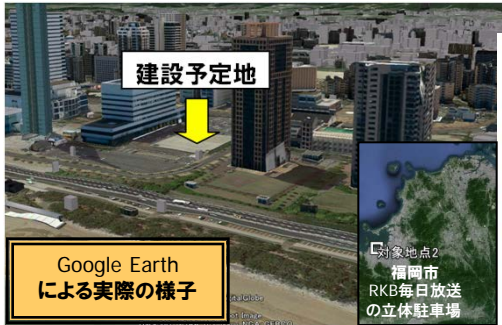 建設予定地
対象地点2
福岡市
RKB毎日放送
の立体駐車場
Google Earth
による実際の様子